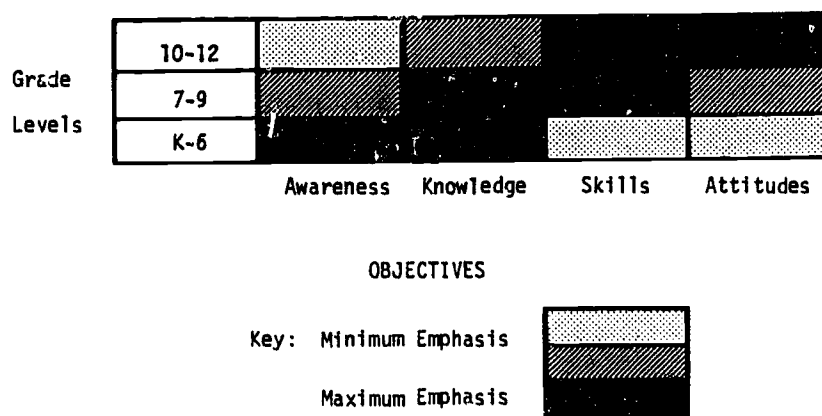 10-12
Grade
7-9
Levels
K-6
Awareness Knowledge Skills Attitudes
OBJECTIVES
Key: Minimum Emphasis
Maximum Emphasis